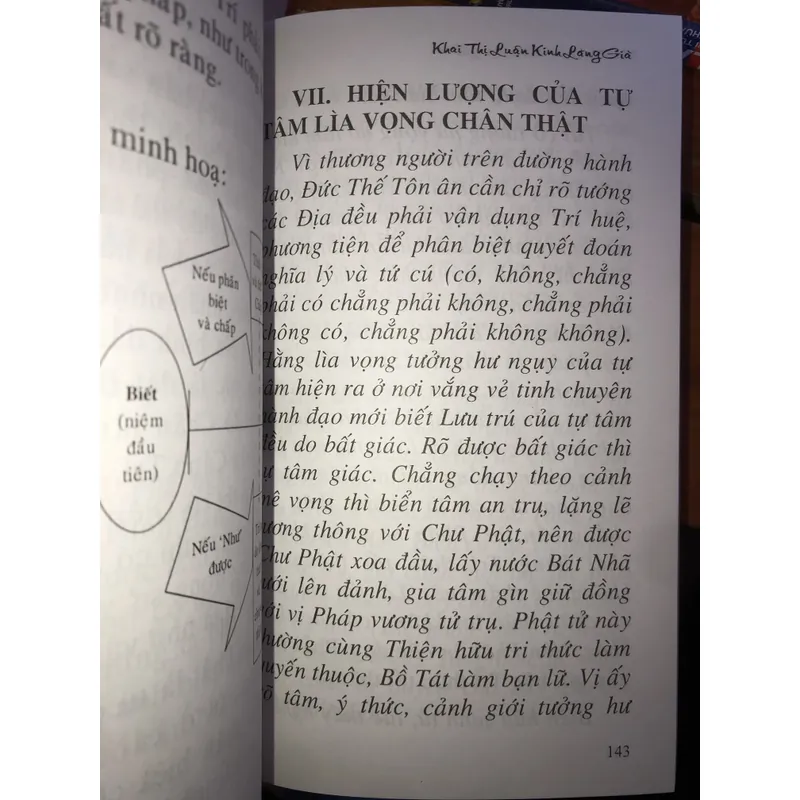 Trí
như trong
ất rõ ràng.
minh hoạ:
Nếu phân
biệt
và chấp
Biết
(niệm
đầu
tiên)
Nếu 'Như
được
Khai Thị Luận Kinh Lăng Già
VII. HIỆN LƯỢNG CỦA TỰ
TÂM LÌA VỌNG CHÂN THẬT
Vì thương người trên đường hành
đạo, Đức Thế Tôn ân cần chỉ rõ tướng
các Địa đều phải vận dụng Trí huệ,
phương tiện để phân biệt quyết đoán
nghĩa lý và tứ cú (có, không, chẳng
phải có chẳng phải không, chẳng phải
không có, chẳng phải không không).
Hằng lìa vọng tưởng hư ngụy của tự
tâm hiện ra ở nơi vắng vẻ tinh chuyên
hành đạo mới biết Lưu trú của tự tâm
đều do bất giác. Rõ được bất giác thì
tự tâm giác. Chẳng chạy theo cảnh
mê vọng thì biển tâm an trụ, lặng lẽ
tương thông với Chư Phật, nên được
Chư Phật xoa đầu, lấy nước Bát Nhã
tưới lên đảnh, gia tâm gìn giữ đồng
với vị Pháp vương tử trụ. Phật tử này
thường cùng Thiện hữu tri thức làm
quyến thuộc, Bồ Tát làm bạn lữ. Vị ấy
rõ tâm, ý thức, cảnh giới tưởng hư
143